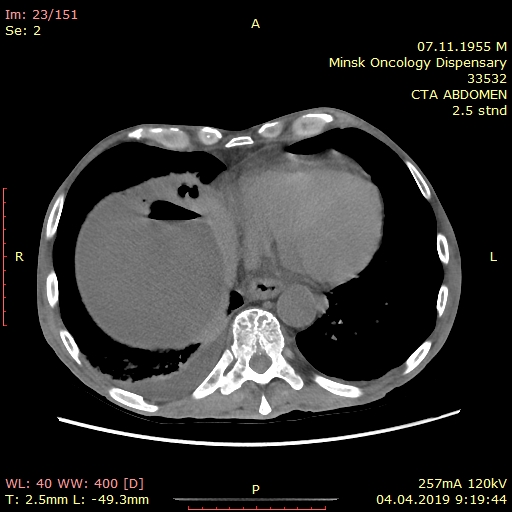 Im: 23/151
Se: 2
A
07.11.1955 M
Minsk Oncology Dispensary
33532
CTA ABDOMEN
2.5 stnd
R
L
WL: 40 WW: 400 [D]
T: 2.5mm L: -49.3mm
P
257mA 120kV
04.04.2019 9:19:44